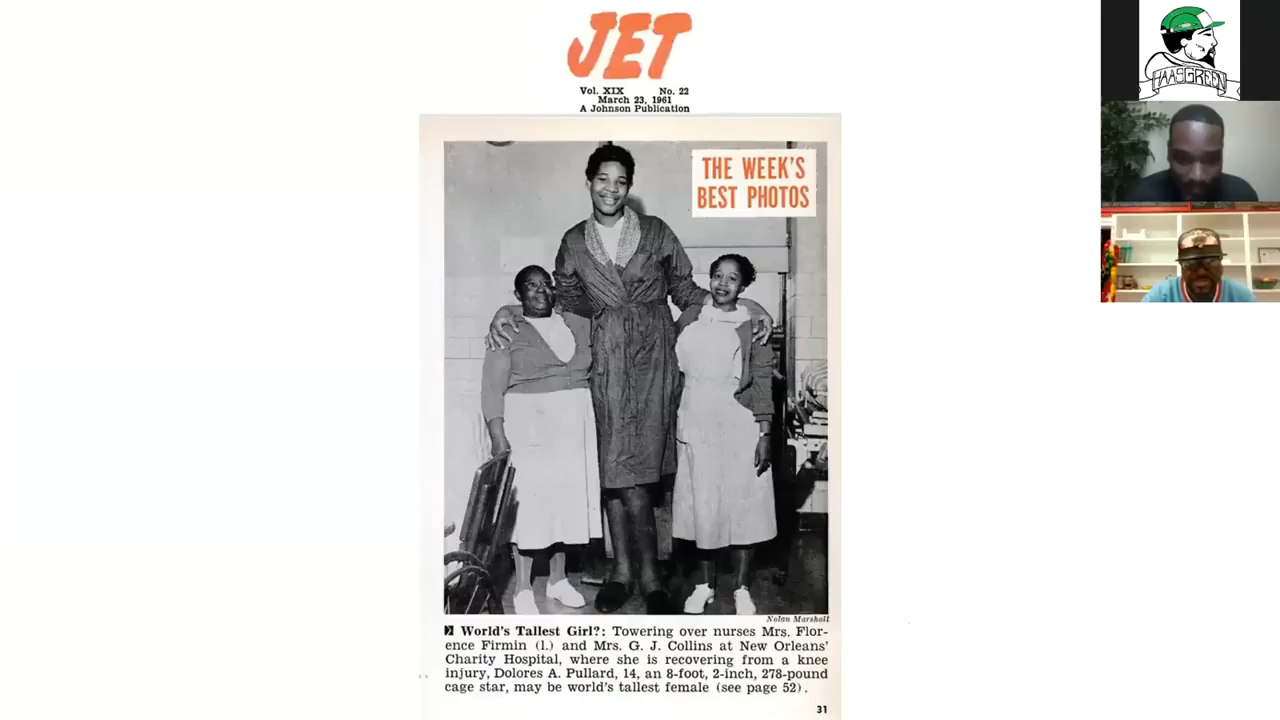 JET
Vol. XIX No. 22
March 23, 1961
A Johnson Publication
THE WEEK'S
BEST PHOTOS
HAASGREEN
Nolan Marshall
World's Tallest Girl?: Towering over nurses Mrs. Flor-
ence Firmin (l.) and Mrs. G. J. Collins at New Orleans'
Charity Hospital, where she is recovering from a knee
injury, Dolores A. Pullard, 14, an 8-foot, 2-inch, 278-pound
cage star, may be world's tallest female (see page 52).
31